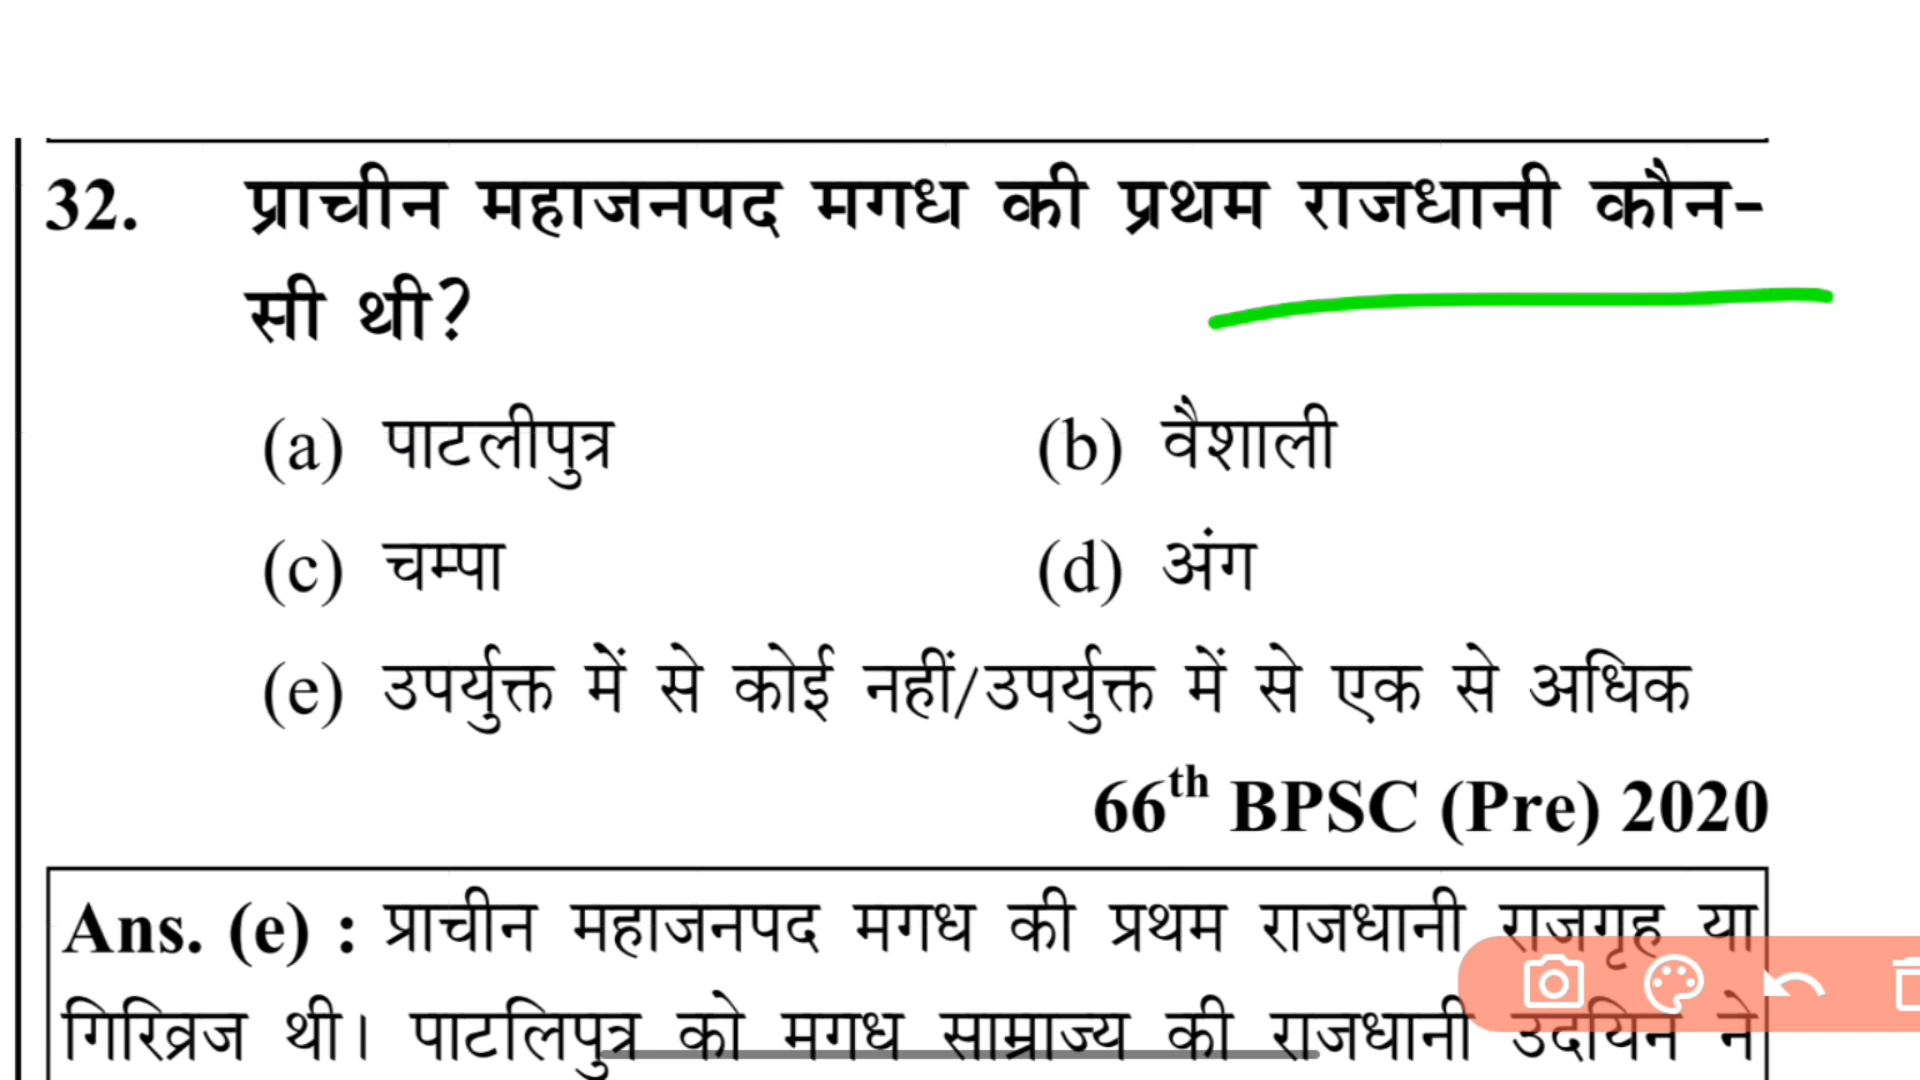 32. प्राचीन महाजनपद मगध की प्रथम राजधानी कौन-
सी थी?
(a) पाटलीपुत्र (b) वैशाली
(c) चम्पा (d) अंग
(e) उपर्युक्त में से कोई नहीं/उपर्युक्त में से एक से अधिक
66th BPSC (Pre) 2020
Ans. (e) : प्राचीन महाजनपद मगध की प्रथम राजधानी राजगृह या
गिरिव्रज थी। पाटलिपुत्र को मगध साम्राज्य की राजधानी उदयिन ने